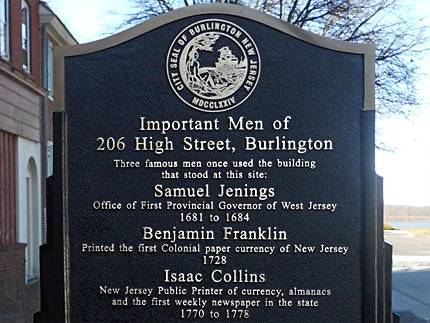 CITY SEAL OF BURLINGTON NEW JERSEY
MDCCLXXIV
Important Men of
206 High Street, Burlington
Three famous men once used the building
that stood at this site:
Samuel Jenings
Office of First Provincial Governor of West Jersey
1681 to 1684
Benjamin Franklin
Printed the first Colonial paper currency of New Jersey
1728
Isaac Collins
New Jersey Public Printer of currency, almanacs
and the first weekly newspaper in the state
1770 to 1778